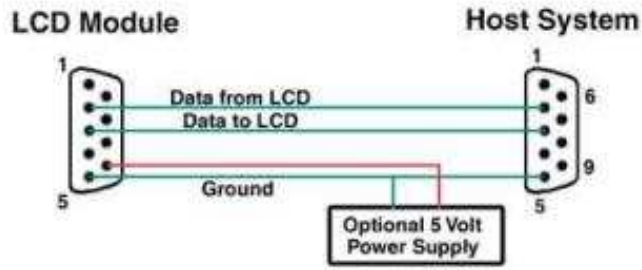 LCD Module
Host System
1
1
6
Data from LCD
Data to LCD
9
5
Ground
5
Optional 5 Volt
Power Supply